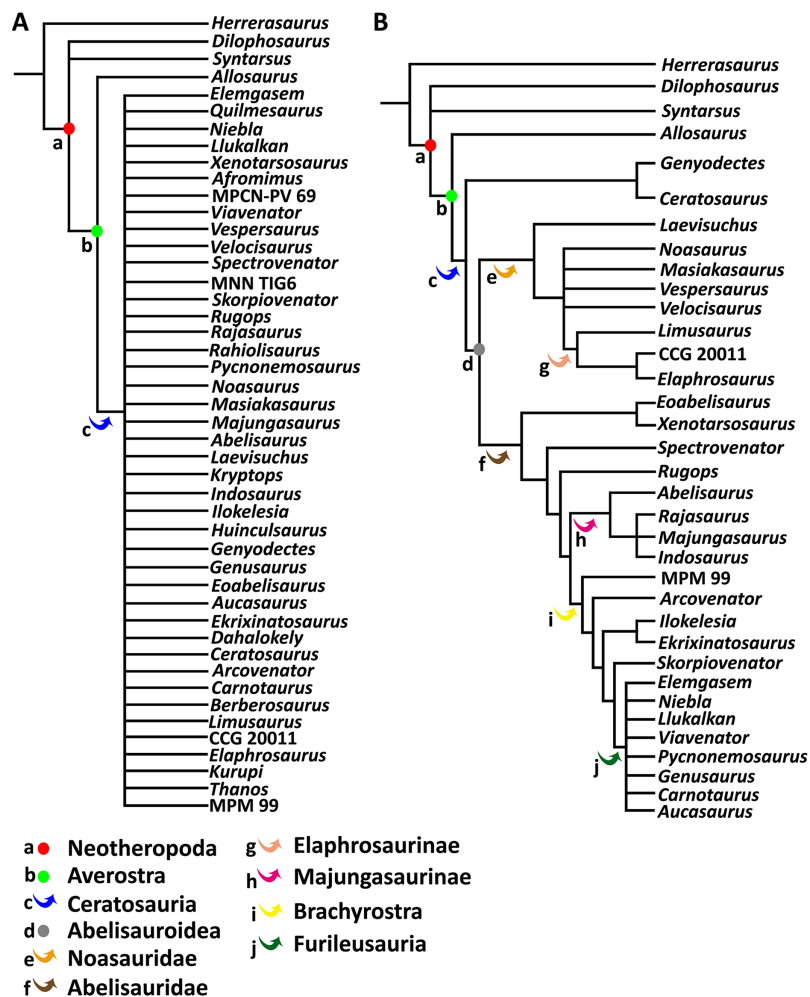 A
Herrerasaurus
Dilophosaurus
Syntarsus
Allosaurus
Elemgasem
Quilmesaurus
Niebla
Llukalkan
Xenotarsosaurus
Afromimus
MPCN-PV 69
Viavenator
Vespersaurus
Velocisaurus
Spectrovenator
MNN TIG6
Skorpiovenator
Rugops
Rajasaurus
Rahiolisaurus
Pycnonemosaurus
Noasaurus
Masiakasaurus
Majungasaurus
Abelisaurus
Laevisuchus
Kryptops
Indosaurus
Ilokelesia
Huinculsaurus
Genyodectes
Genusaurus
Eoabelisaurus
Aucasaurus
Ekrixinatosaurus
Dahalokely
Ceratosaurus
Arcovenator
Carnotaurus
Berberosaurus
Limusaurus
CCG 20011
Elaphrosaurus
Kurupi
Thanos
MPM 99
a
b
c
B
Herrerasaurus
Dilophosaurus
Syntarsus
Allosaurus
Genyodectes
Ceratosaurus
Laevisuchus
Noasaurus
Masiakasaurus
Vespersaurus
Velocisaurus
Limusaurus
CCG 20011
Elaphrosaurus
Eoabelisaurus
Xenotarsosaurus
Spectrovenator
Rugops
Abelisaurus
Rajasaurus
Majungasaurus
Indosaurus
MPM 99
Arcovenator
Ilokelesia
Ekrixinatosaurus
Skorpiovenator
Elemgasem
Niebla
Llukalkan
Viavenator
Pycnonemosaurus
Genusaurus
Carnotaurus
Aucasaurus
a
b
c
d
e
g
f
h
i
j
a Neotheropoda
b Averostra
c Ceratosauria
d Abelisauroidea
e Noasauridae
f Abelisauridae
g Elaphrosaurinae
h Majungasaurinae
i Brachyrostra
j Furileusauria